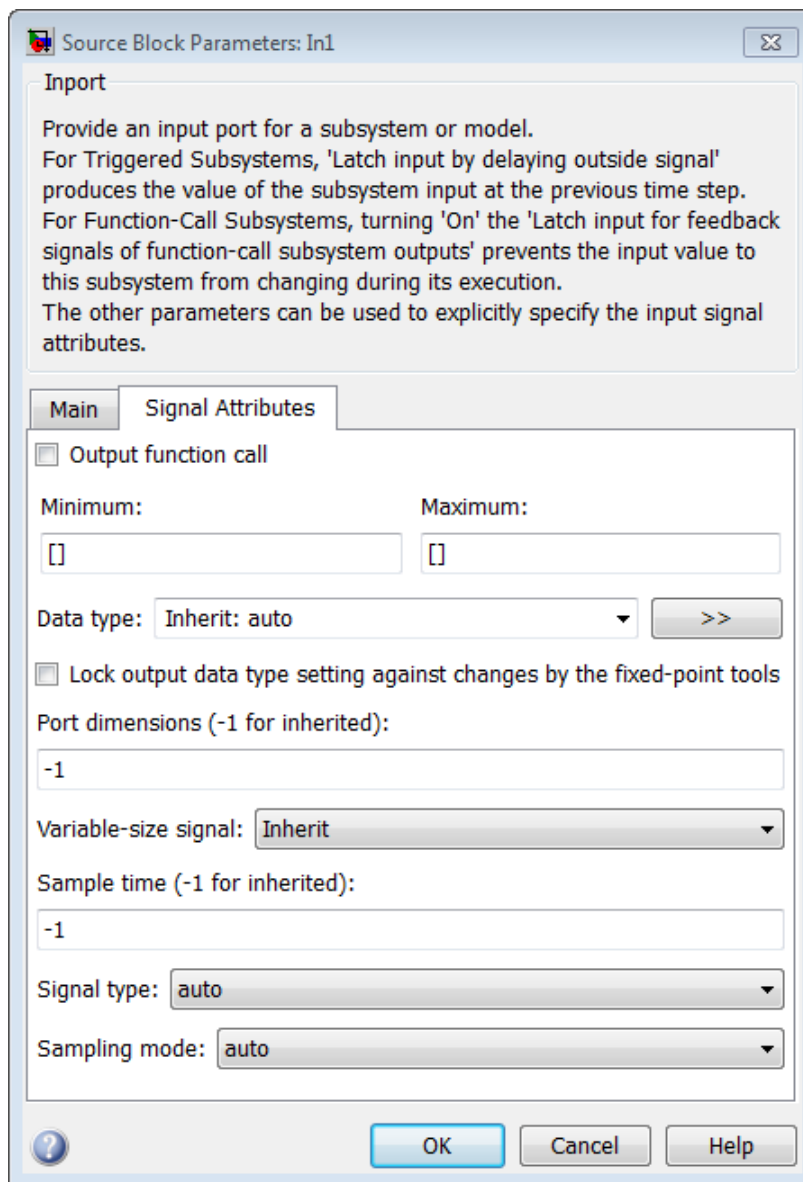 Source Block Parameters: In1
Inport
Provide an input port for a subsystem or model.
For Triggered Subsystems, 'Latch input by delaying outside signal'
produces the value of the subsystem input at the previous time step.
For Function-Call Subsystems, turning 'On' the 'Latch input for feedback
signals of function-call subsystem outputs' prevents the input value to
this subsystem from changing during its execution.
The other parameters can be used to explicitly specify the input signal
attributes.
Main Signal Attributes
Output function call
Minimum: Maximum:
[] []
Data type: Inherit: auto >>
Lock output data type setting against changes by the fixed-point tools
Port dimensions (-1 for inherited):
-1
Variable-size signal: Inherit
Sample time (-1 for inherited):
-1
Signal type: auto
Sampling mode: auto
? OK Cancel Help